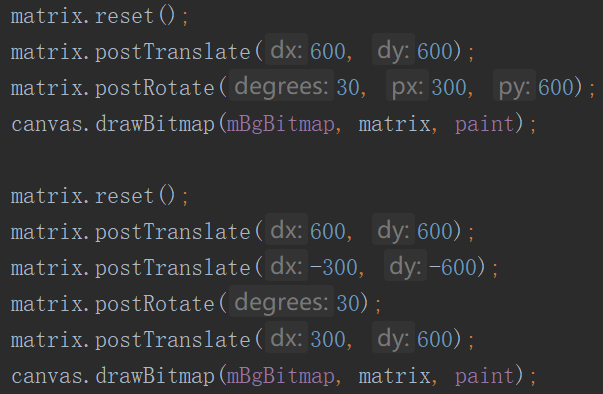 matrix.reset();
matrix.postTranslate(dx: 600, dy: 600);
matrix.postRotate(degrees: 30, px: 300, py: 600);
canvas.drawBitmap(mBgBitmap, matrix, paint);
matrix.reset();
matrix.postTranslate(dx: 600, dy: 600);
matrix.postTranslate(dx: -300, dy: -600);
matrix.postRotate(degrees: 30);
matrix.postTranslate(dx: 300, dy: 600);
canvas.drawBitmap(mBgBitmap, matrix, paint);